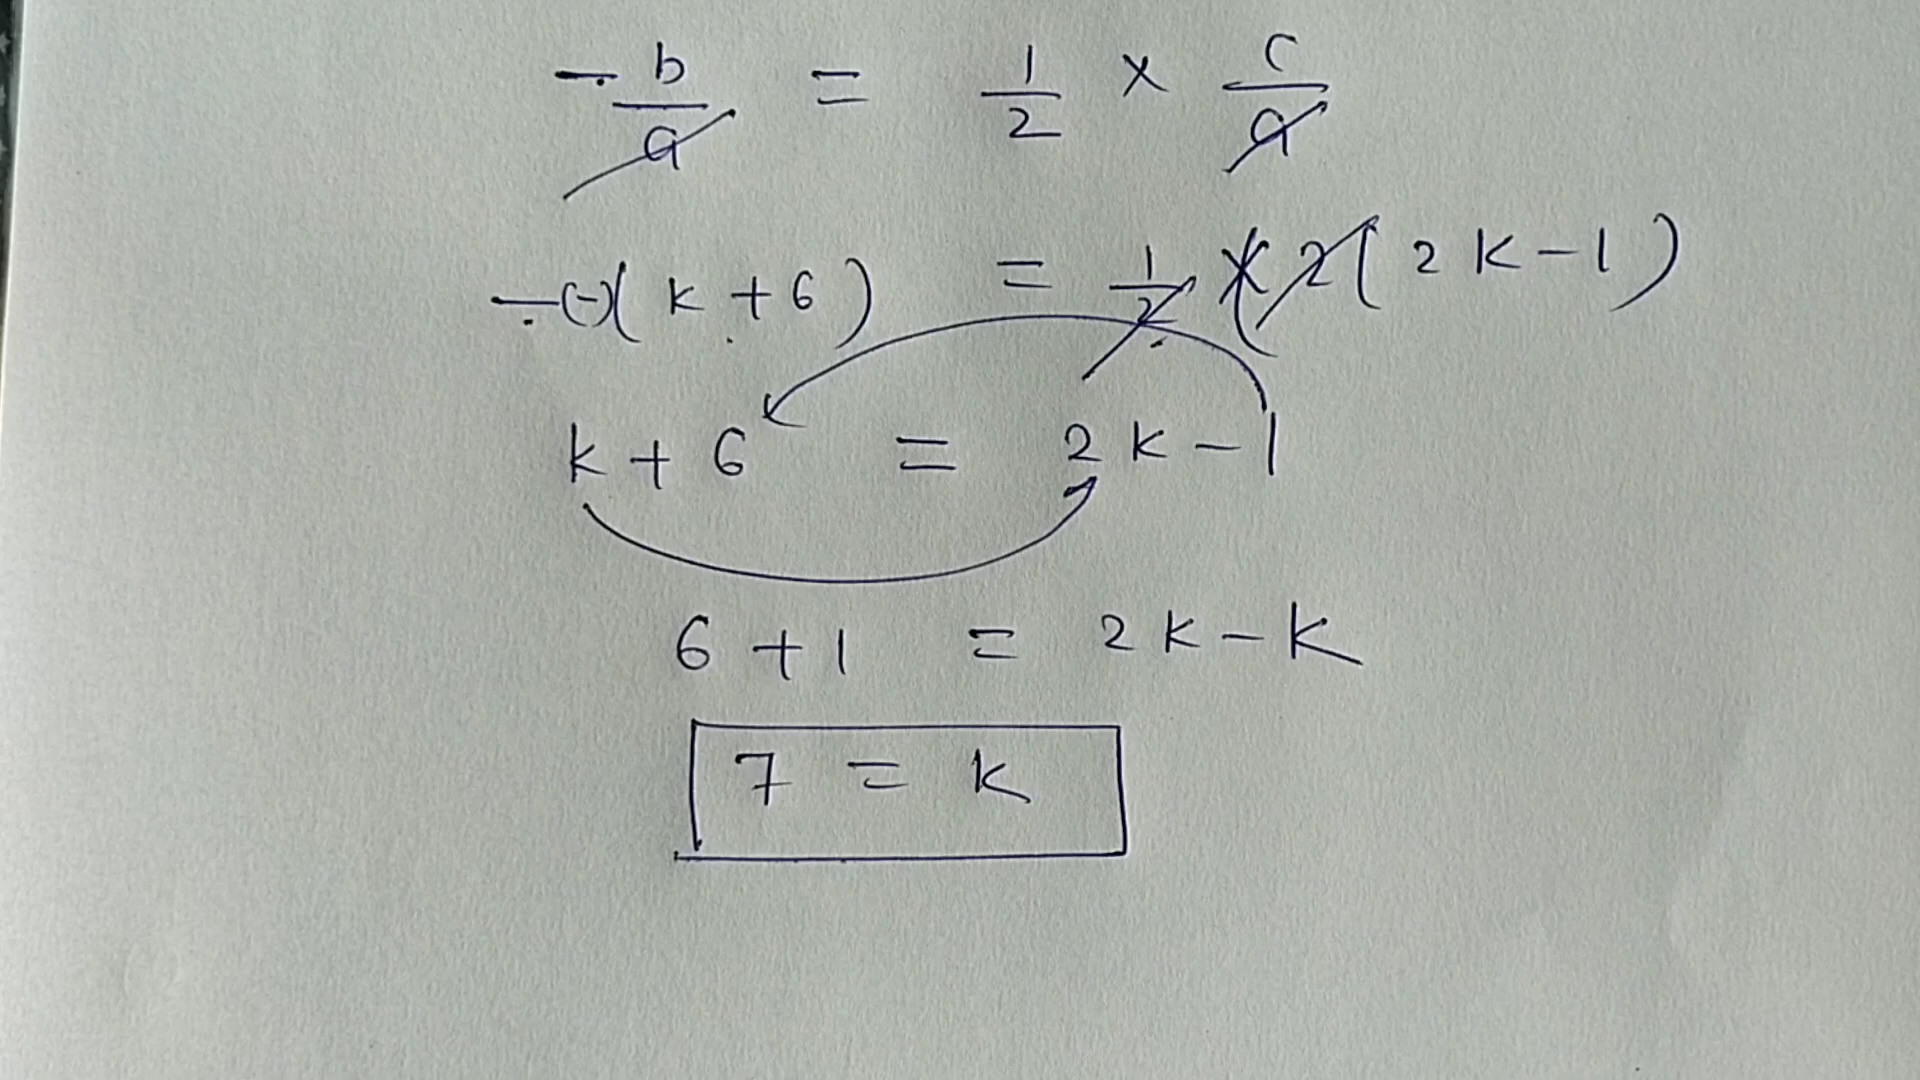 - b/a = 1/2 × c/a
-(-)(k + 6) = 1/2 × 2(2k - 1)
k + 6 = 2k - 1
6 + 1 = 2k - k
7 = k